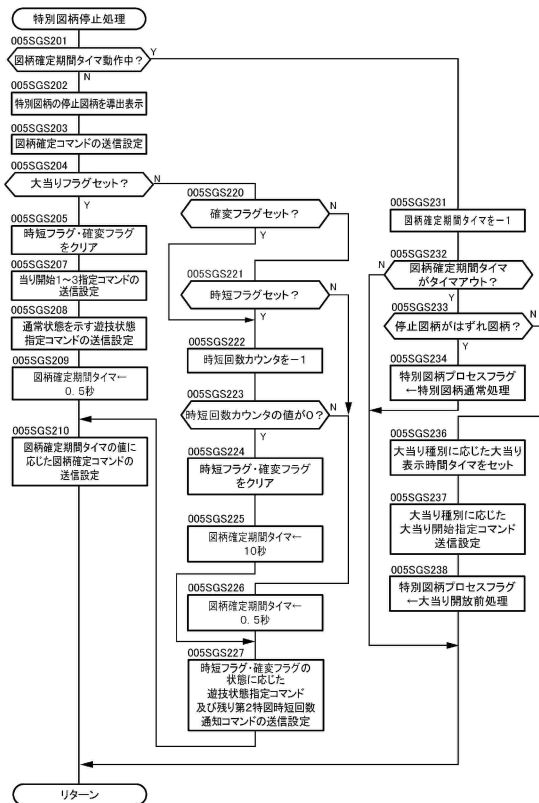 特別図柄停止処理
005SGS201
図柄確定期間タイマ動作中？
Y
N
005SGS202
特別図柄の停止図柄を導出表示
005SGS203
図柄確定コマンドの送信設定
005SGS204
大当りフラグセット？
N
Y
005SGS205
時短フラグ・確変フラグ
をクリア
005SGS207
当り開始1～3指定コマンドの
送信設定
005SGS208
通常状態を示す遊技状態
指定コマンドの送信設定
005SGS209
図柄確定期間タイマ←
0.5秒
005SGS210
図柄確定期間タイマの値に
応じた図柄確定コマンドの
送信設定
リターン
005SGS220
確変フラグセット？
N
Y
005SGS221
時短フラグセット？
N
Y
005SGS222
時短回数カウンタを－1
005SGS223
時短回数カウンタの値が0？
N
Y
005SGS224
時短フラグ・確変フラグ
をクリア
005SGS225
図柄確定期間タイマ←
10秒
005SGS226
図柄確定期間タイマ←
0.5秒
005SGS227
時短フラグ・確変フラグの
状態に応じた
遊技状態指定コマンド
及び残り第2特図時短回数
通知コマンドの送信設定
005SGS231
図柄確定期間タイマを－1
005SGS232
N
図柄確定期間タイマ
がタイムアウト？
Y
005SGS233
停止図柄がはずれ図柄？
N
Y
005SGS234
特別図柄プロセスフラグ
←特別図柄通常処理
005SGS236
大当り種別に応じた大当り
表示時間タイマをセット
005SGS237
大当り種別に応じた
大当り開始指定コマンド
送信設定
005SGS238
特別図柄プロセスフラグ
←大当り開放前処理